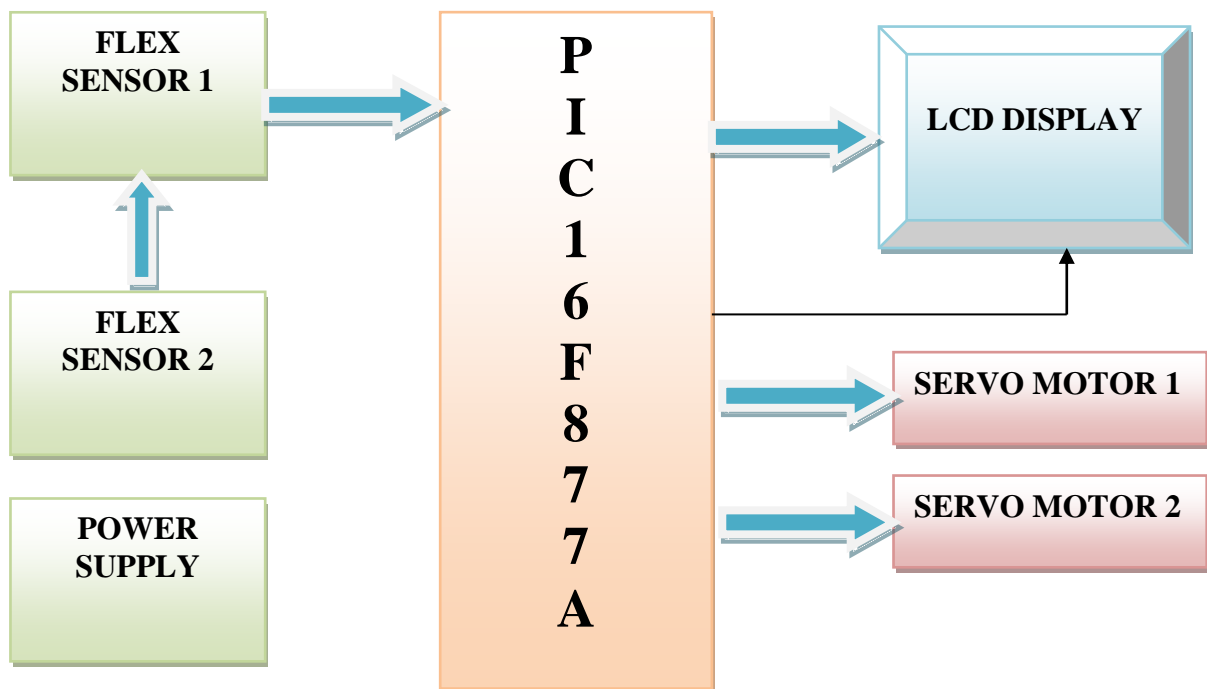 FLEX
SENSOR 1
FLEX
SENSOR 2
POWER
SUPPLY
P
I
C
1
6
F
8
7
7
A
LCD DISPLAY
SERVO MOTOR 1
SERVO MOTOR 2